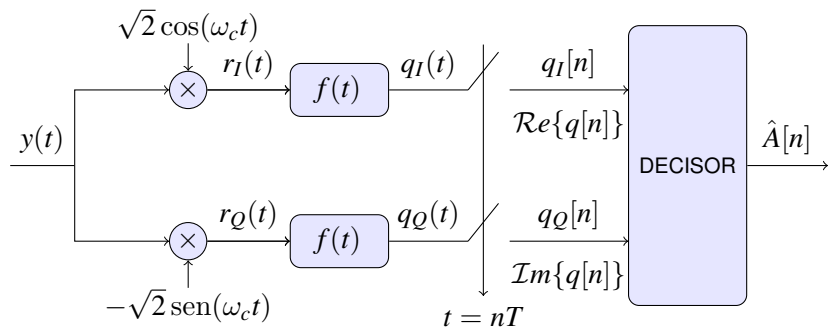 √2 cos(ω_c t)
×
r_I(t)
f(t)
q_I(t)
q_I[n]
Re{q[n]}
y(t)
DECISOR
Â[n]
×
r_Q(t)
f(t)
q_Q(t)
q_Q[n]
Im{q[n]}
−√2 sen(ω_c t)
t = nT